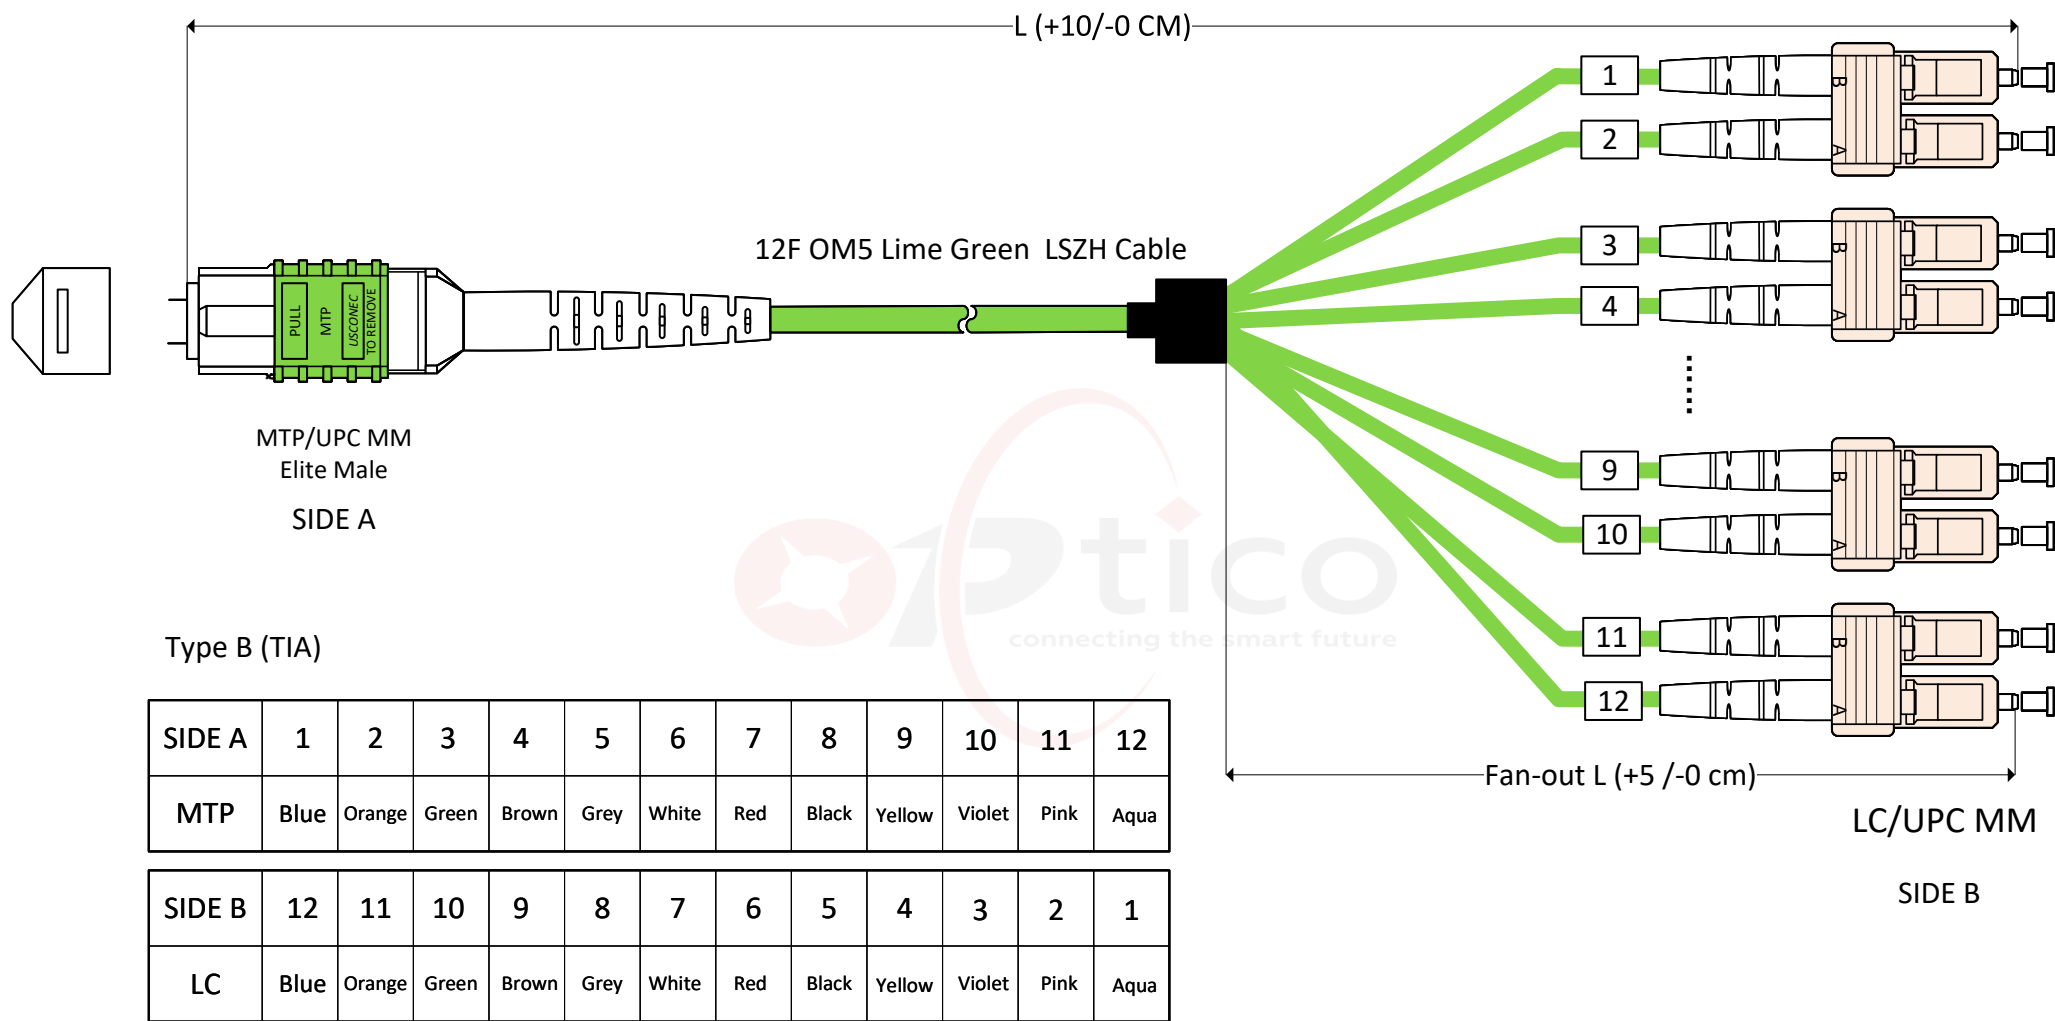 L (+10/-0 CM)
1
B
2
A
12F OM5 Lime Green LSZH Cable
3
B
4
A
PULL
MTP
USCONEC
TO REMOVE
MTP/UPC MM
Elite Male
SIDE A
9
B
10
A
OPtico
connecting the smart future
11
B
12
A
Type B (TIA)
SIDE A 1 2 3 4 5 6 7 8 9 10 11 12
MTP Blue Orange Green Brown Grey White Red Black Yellow Violet Pink Aqua
SIDE B 12 11 10 9 8 7 6 5 4 3 2 1
LC Blue Orange Green Brown Grey White Red Black Yellow Violet Pink Aqua
Fan-out L (+5 /-0 cm)
LC/UPC MM
SIDE B